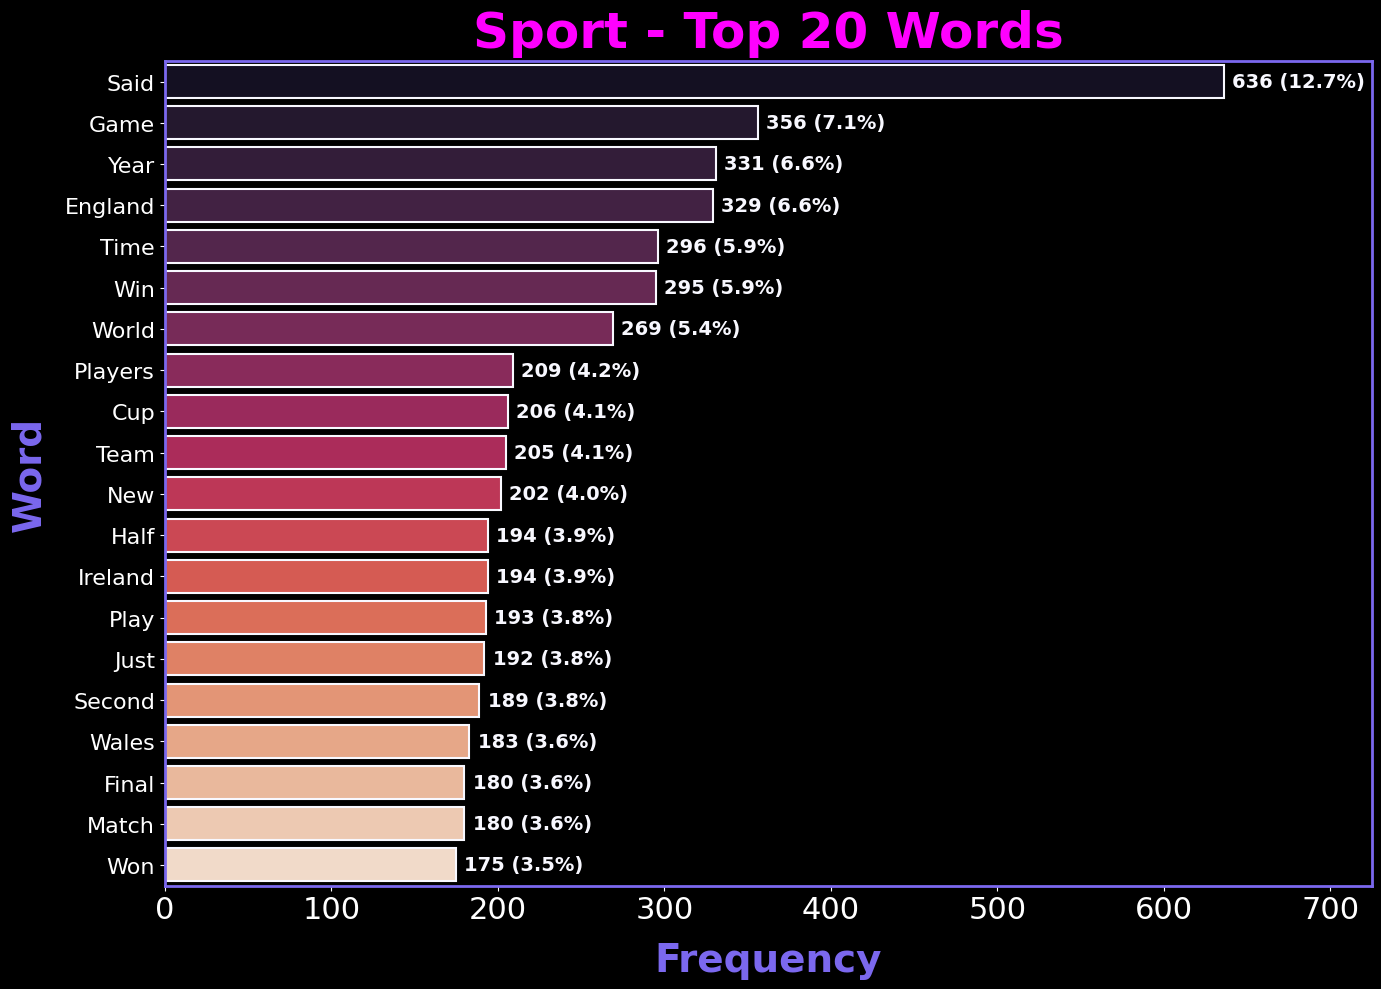 Sport - Top 20 Words
Said 636 (12.7%)
Game 356 (7.1%)
Year 331 (6.6%)
England 329 (6.6%)
Time 296 (5.9%)
Win 295 (5.9%)
World 269 (5.4%)
Players 209 (4.2%)
Cup 206 (4.1%)
Team 205 (4.1%)
New 202 (4.0%)
Half 194 (3.9%)
Ireland 194 (3.9%)
Play 193 (3.8%)
Just 192 (3.8%)
Second 189 (3.8%)
Wales 183 (3.6%)
Final 180 (3.6%)
Match 180 (3.6%)
Won 175 (3.5%)
Word
0 100 200 300 400 500 600 700
Frequency